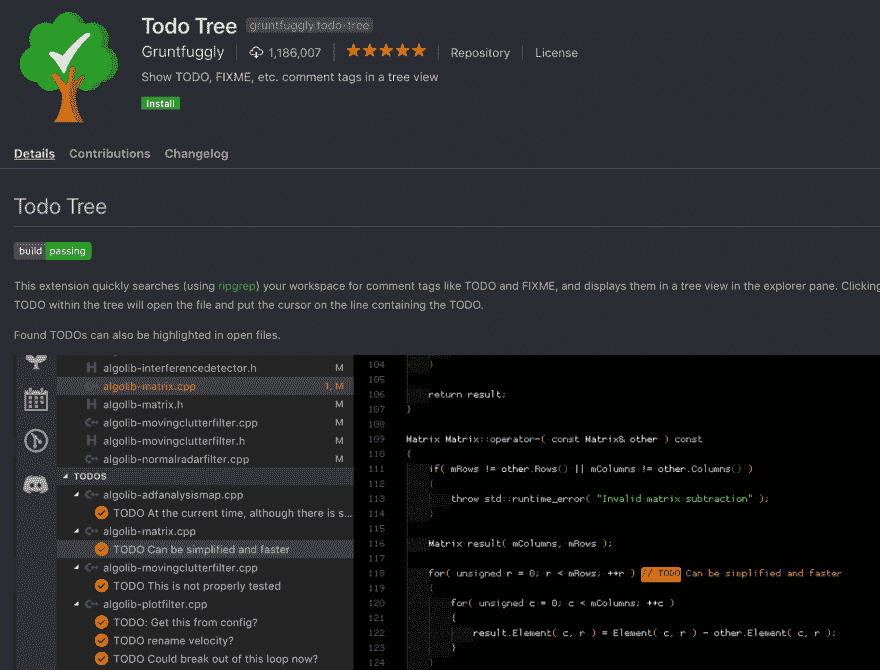 Todo Tree gruntfuggly.todo-tree
Gruntfuggly 1,186,007 Repository License
Show TODO, FIXME, etc. comment tags in a tree view
Install
Details Contributions Changelog
Todo Tree
build passing
This extension quickly searches (using ripgrep) your workspace for comment tags like TODO and FIXME, and displays them in a tree view in the explorer pane. Clicking
TODO within the tree will open the file and put the cursor on the line containing the TODO.
Found TODOs can also be highlighted in open files.
H algolib-interferencedetector.h M
C++ algolib-matrix.cpp 1, M
H algolib-matrix.h M
C++ algolib-movingclutterfilter.cpp M
H algolib-movingclutterfilter.h M
C++ algolib-normalradarfilter.cpp M
TODOS
C++ algolib-adfanalysismap.cpp
TODO At the current time, although there is s...
C++ algolib-matrix.cpp
TODO Can be simplified and faster
C++ algolib-movingclutterfilter.cpp
TODO This is not properly tested
C++ algolib-plotfilter.cpp
TODO: Get this from config?
TODO rename velocity?
TODO Could break out of this loop now?
104 }
105
106 return result;
107 }
108
109 Matrix Matrix::operator-( const Matrix& other ) const
110 {
111 if( mRows != other.Rows() || mColumns != other.Columns() )
112 {
113 throw std::runtime_error( "Invalid matrix subtraction" );
114 }
115
116 Matrix result( mColumns, mRows );
117
118 for( unsigned r = 0; r < mRows; ++r ) // TODO Can be simplified and faster
119 {
120 for( unsigned c = 0; c < mColumns; ++c )
121 {
122 result.Element( c, r ) = Element( c, r ) - other.Element( c, r );
123 }
124 }